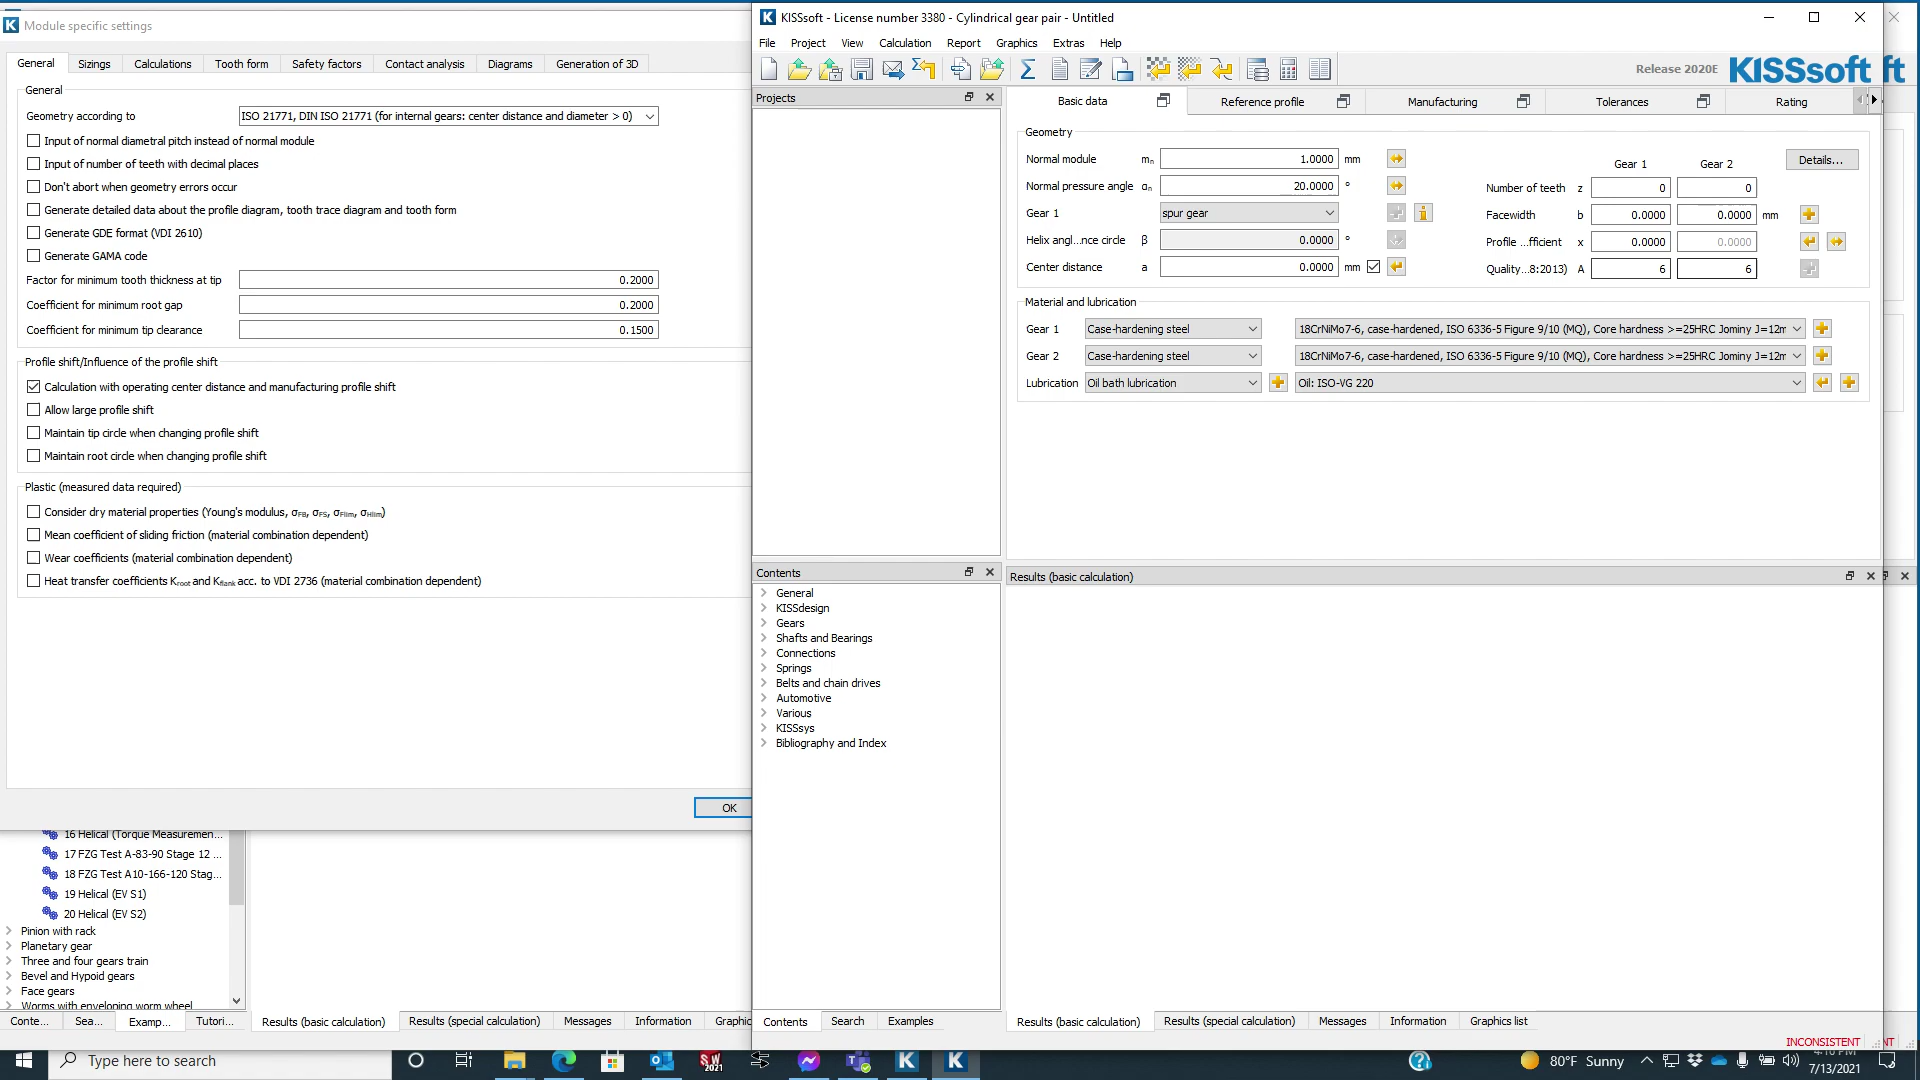 Module specific settings
General Sizings Calculations Tooth form Safety factors Contact analysis Diagrams Generation of 3D
General
Geometry according to ISO 21771, DIN ISO 21771 (for internal gears: center distance and diameter > 0)
Input of normal diametral pitch instead of normal module
Input of number of teeth with decimal places
Don't abort when geometry errors occur
Generate detailed data about the profile diagram, tooth trace diagram and tooth form
Generate GDE format (VDI 2610)
Generate GAMA code
Factor for minimum tooth thickness at tip 0.2000
Coefficient for minimum root gap 0.2000
Coefficient for minimum tip clearance 0.1500
Profile shift/Influence of the profile shift
Calculation with operating center distance and manufacturing profile shift
Allow large profile shift
Maintain tip circle when changing profile shift
Maintain root circle when changing profile shift
Plastic (measured data required)
Consider dry material properties (Young's modulus, σFB, σFS, σFlim, σHlim)
Mean coefficient of sliding friction (material combination dependent)
Wear coefficients (material combination dependent)
Heat transfer coefficients Kroot and Kflank acc. to VDI 2736 (material combination dependent)
OK
16 Helical (Torque Measuremen...
17 FZG Test A-83-90 Stage 12 ...
18 FZG Test A10-166-120 Stag...
19 Helical (EV S1)
20 Helical (EV S2)
Pinion with rack
Planetary gear
Three and four gears train
Bevel and Hypoid gears
Face gears
Worms with enveloping worm wheel
Conte... Sea... Examp... Tutori... Results (basic calculation) Results (special calculation) Messages Information Graphic
KISSsoft - License number 3380 - Cylindrical gear pair - Untitled
File Project View Calculation Report Graphics Extras Help
Release 2020E KISSsoft ft
Projects
Basic data Reference profile Manufacturing Tolerances Rating
Geometry
Normal module mn 1.0000 mm
Normal pressure angle αn 20.0000 °
Gear 1 spur gear
Helix angl...nce circle β 0.0000 °
Center distance a 0.0000 mm
Gear 1 Gear 2 Details...
Number of teeth z 0 0
Facewidth b 0.0000 0.0000 mm
Profile ...fficient x 0.0000 0.0000
Quality...8:2013) A 6 6
Material and lubrication
Gear 1 Case-hardening steel 18CrNiMo7-6, case-hardened, ISO 6336-5 Figure 9/10 (MQ), Core hardness >=25HRC Jominy J=12m
Gear 2 Case-hardening steel 18CrNiMo7-6, case-hardened, ISO 6336-5 Figure 9/10 (MQ), Core hardness >=25HRC Jominy J=12m
Lubrication Oil bath lubrication Oil: ISO-VG 220
Contents
General
KISSdesign
Gears
Shafts and Bearings
Connections
Springs
Belts and chain drives
Automotive
Various
KISSsys
Bibliography and Index
Contents Search Examples
Results (basic calculation)
Results (basic calculation) Results (special calculation) Messages Information Graphics list
INCONSISTENT NT
Type here to search
SW 2021
80°F Sunny
4:10 PM
7/13/2021